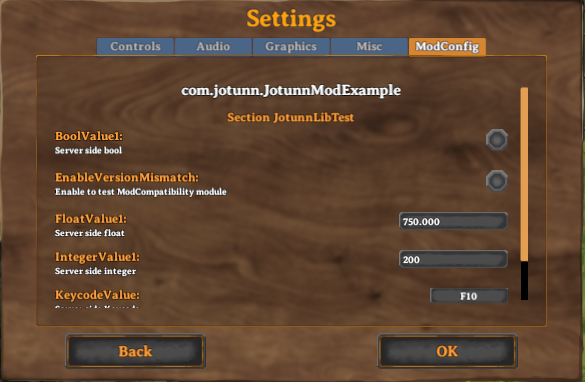 Settings
Controls Audio Graphics Misc ModConfig
com.jotunn.JotunnModExample
Section JotunnLibTest
BoolValue1:
Server side bool
EnableVersionMismatch:
Enable to test ModCompatibility module
FloatValue1: 750.000
Server side float
IntegerValue1: 200
Server side integer
KeycodeValue: F10
Back OK